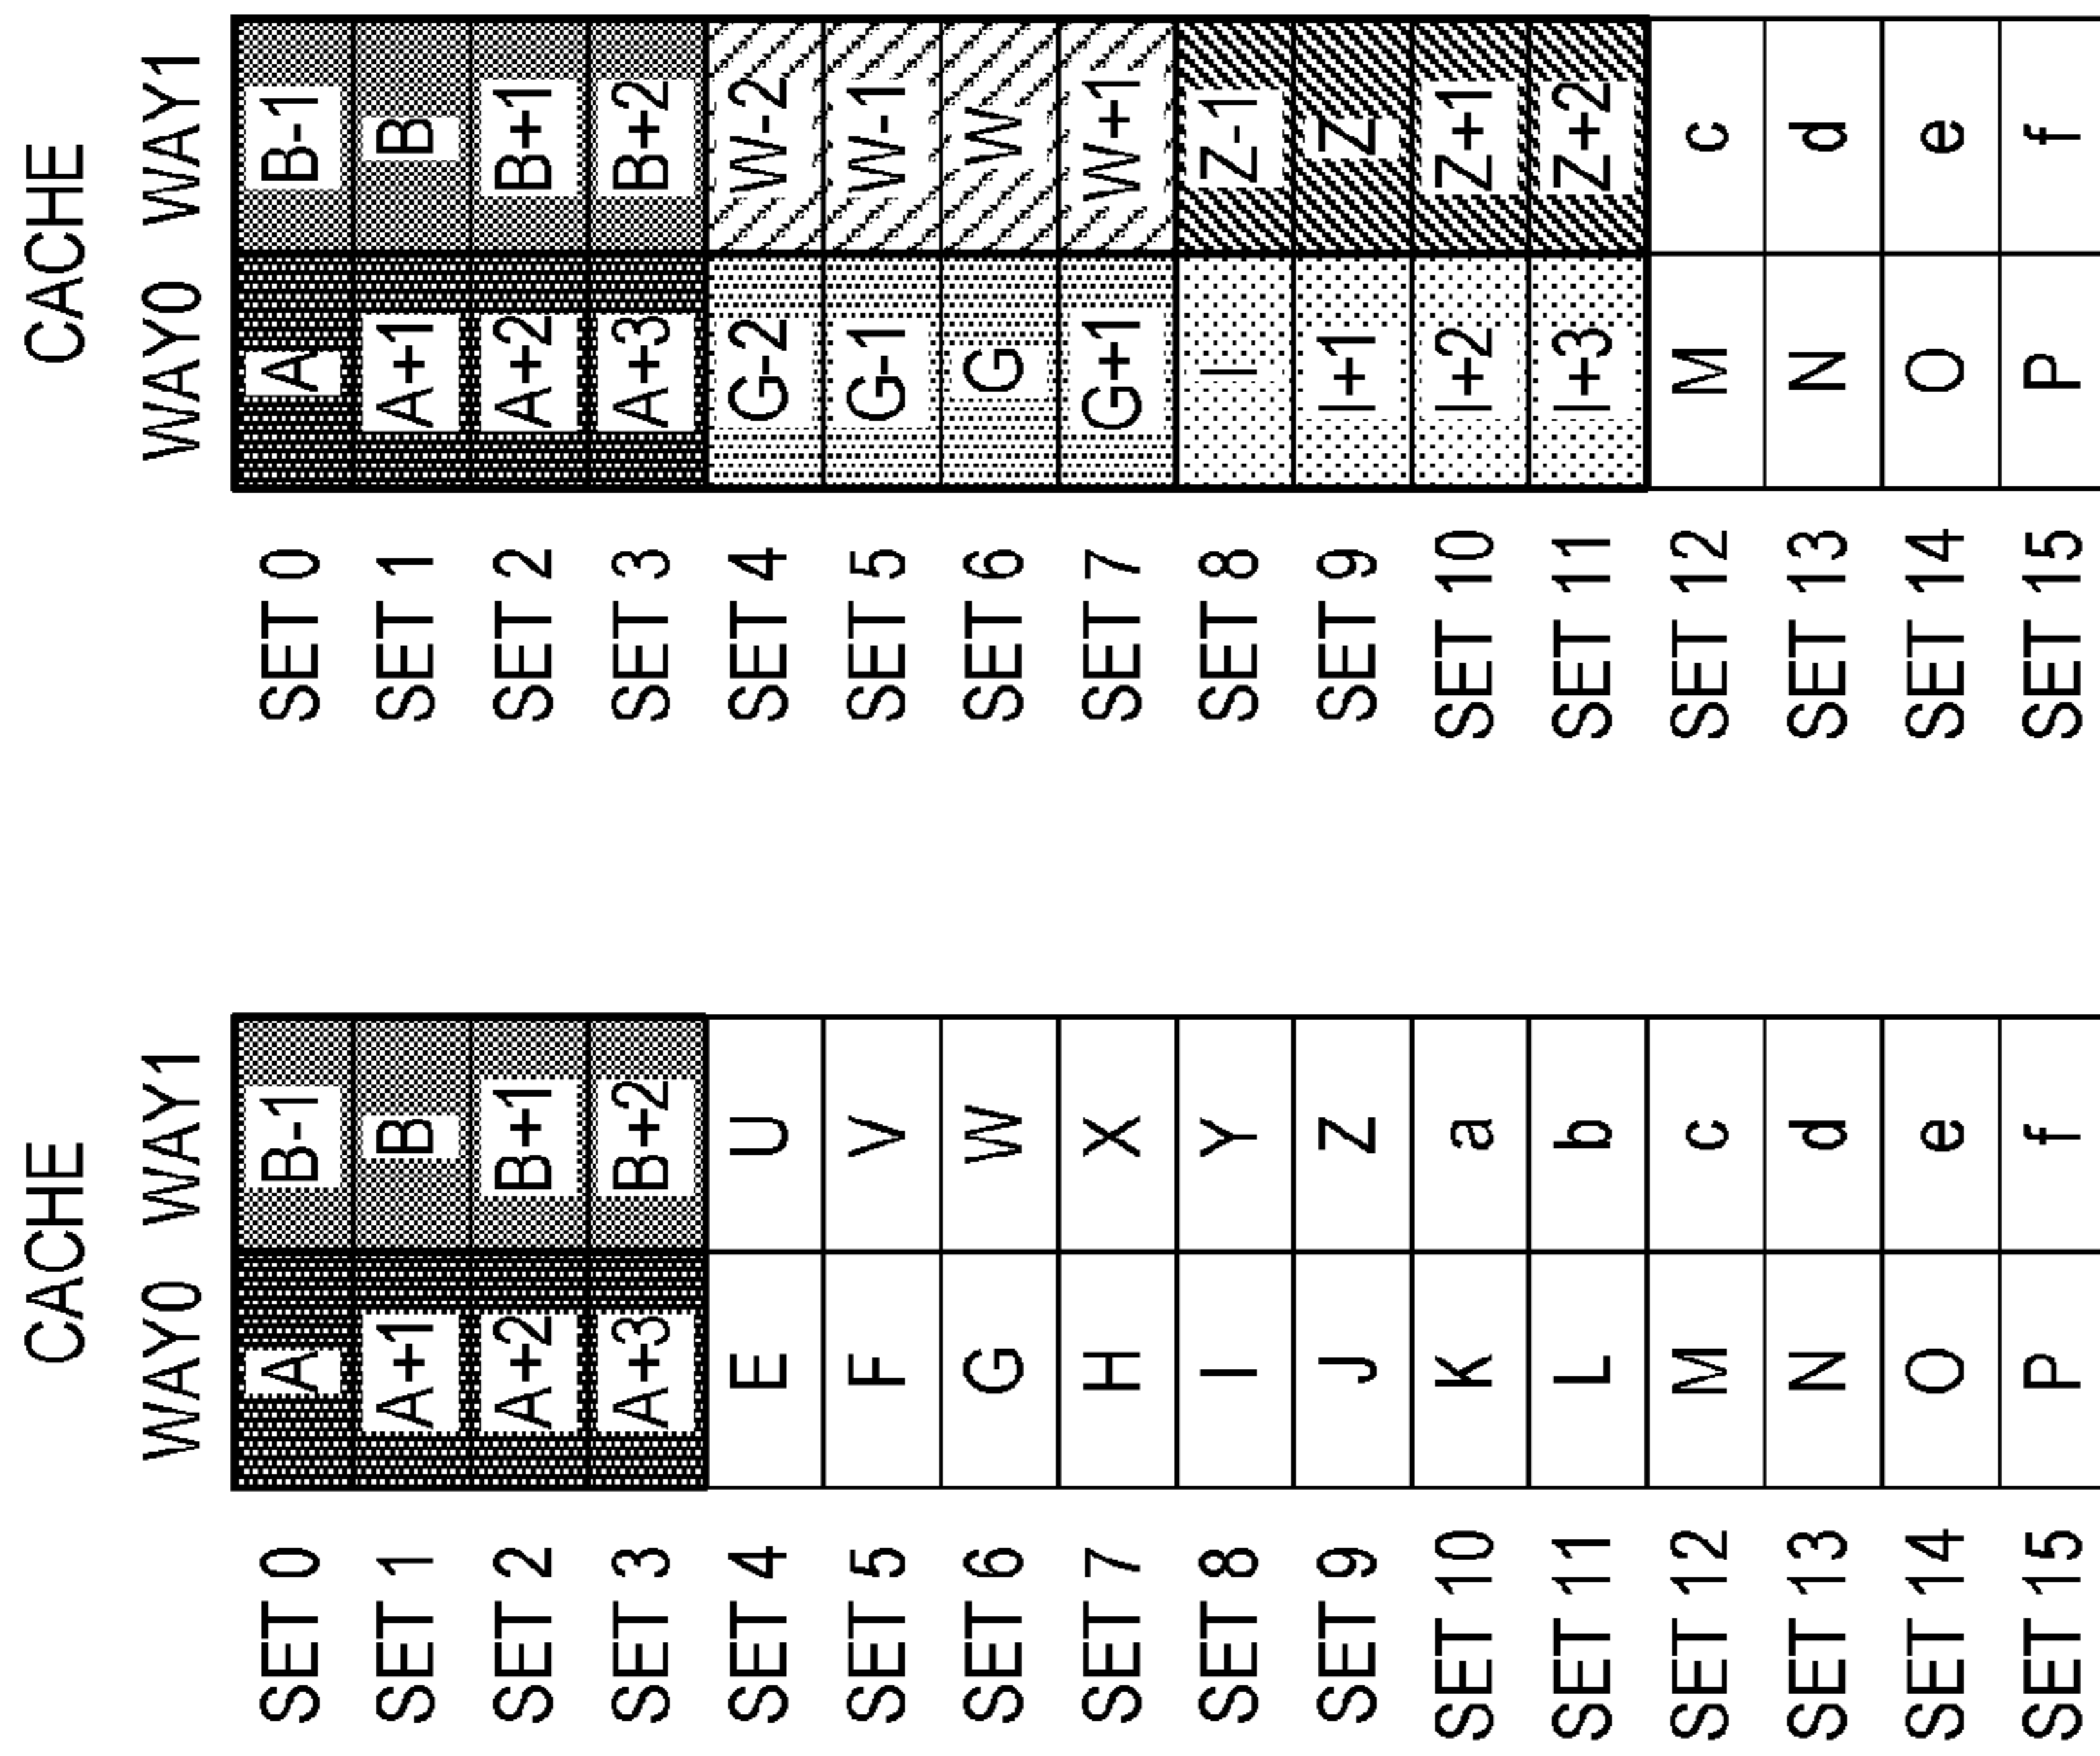 CACHE
WAY0 WAY1
SET 0 A B-1
SET 1 A+1 B
SET 2 A+2 B+1
SET 3 A+3 B+2
SET 4 E U
SET 5 F V
SET 6 G W
SET 7 H X
SET 8 I Y
SET 9 J Z
SET 10 K a
SET 11 L b
SET 12 M c
SET 13 N d
SET 14 O e
SET 15 P f
CACHE
WAY0 WAY1
SET 0 A B-1
SET 1 A+1 B
SET 2 A+2 B+1
SET 3 A+3 B+2
SET 4 G-2 W-2
SET 5 G-1 W-1
SET 6 G W
SET 7 G+1 W+1
SET 8 I Z-1
SET 9 I+1 Z
SET 10 I+2 Z+1
SET 11 I+3 Z+2
SET 12 M c
SET 13 N d
SET 14 O e
SET 15 P f